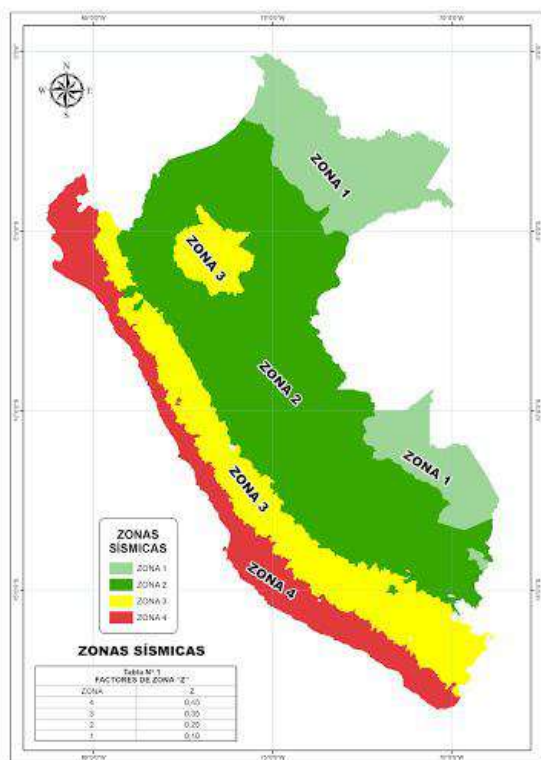 N
W E
S
ZONA 1
ZONA 3
ZONA 2
ZONA 1
ZONA 3
ZONA 4
ZONAS
SÍSMICAS
ZONA 1
ZONA 2
ZONA 3
ZONA 4
ZONAS SÍSMICAS
Tabla N° 1
FACTORES DE ZONA "Z"
ZONA Z
4 0,45
3 0,35
2 0,25
1 0,10